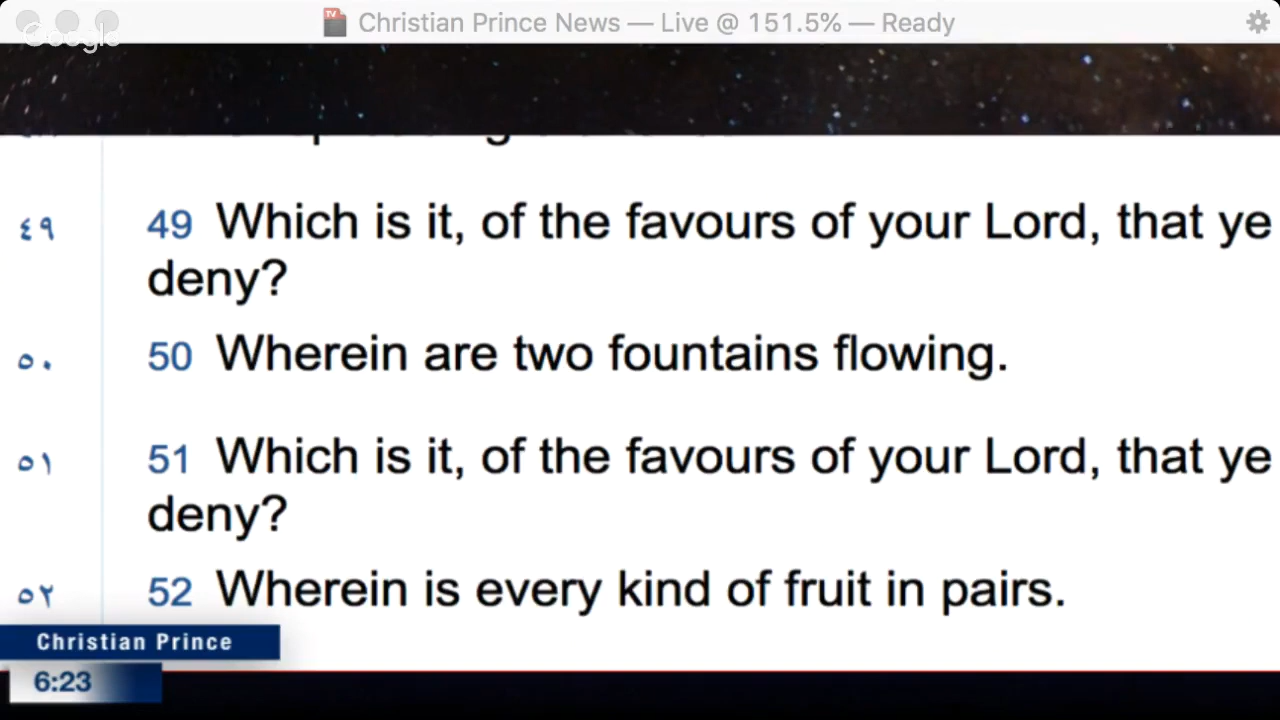 Christian Prince News — Live @ 151.5% — Ready
Google
٤٩ 49 Which is it, of the favours of your Lord, that ye
deny?
٥٠ 50 Wherein are two fountains flowing.
٥١ 51 Which is it, of the favours of your Lord, that ye
deny?
٥٢ 52 Wherein is every kind of fruit in pairs.
Christian Prince
6:23